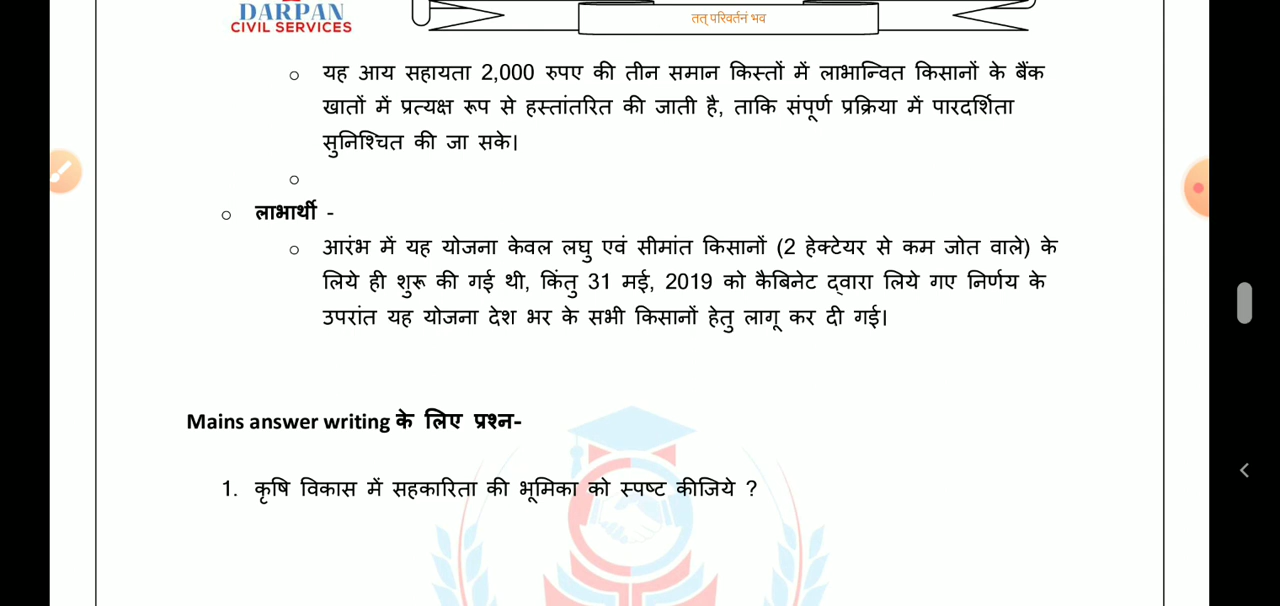 DARPAN
CIVIL SERVICES
तत् परिवर्तनं भव
○ यह आय सहायता 2,000 रुपए की तीन समान किस्तों में लाभान्वित किसानों के बैंक
खातों में प्रत्यक्ष रूप से हस्तांतरित की जाती है, ताकि संपूर्ण प्रक्रिया में पारदर्शिता
सुनिश्चित की जा सके।
○
○ लाभार्थी -
○ आरंभ में यह योजना केवल लघु एवं सीमांत किसानों (2 हेक्टेयर से कम जोत वाले) के
लिये ही शुरू की गई थी, किंतु 31 मई, 2019 को कैबिनेट द्वारा लिये गए निर्णय के
उपरांत यह योजना देश भर के सभी किसानों हेतु लागू कर दी गई।
Mains answer writing के लिए प्रश्न-
1. कृषि विकास में सहकारिता की भूमिका को स्पष्ट कीजिये ?